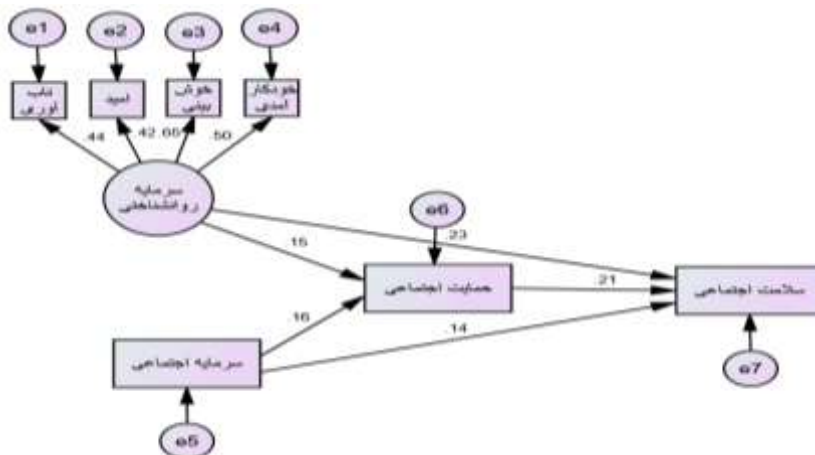 e1
e2
e3
e4
تاب
آوری
امید
خوش
بینی
خودکار
آمدی
.44
.42
.65
.50
سرمایه
روانشناختی
e6
.23
.15
حمایت اجتماعی
.21
سلامت اجتماعی
.16
.14
سرمایه اجتماعی
e7
e5